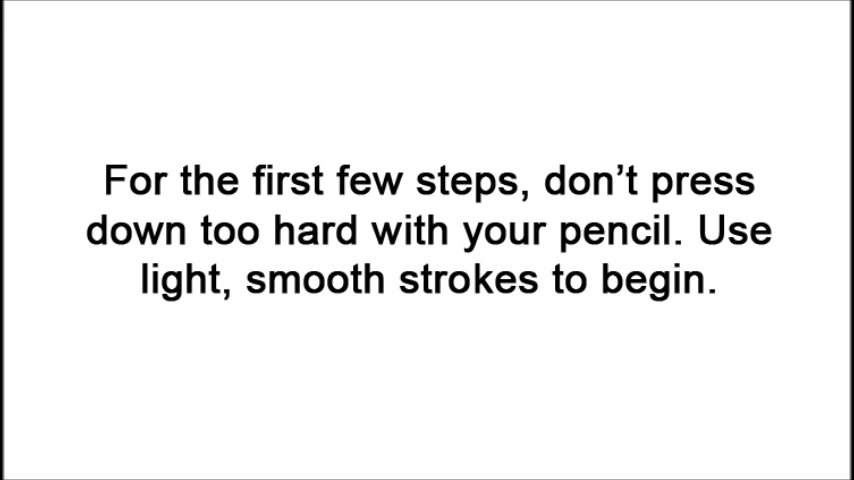 For the first few steps, don’t press
down too hard with your pencil. Use
light, smooth strokes to begin.